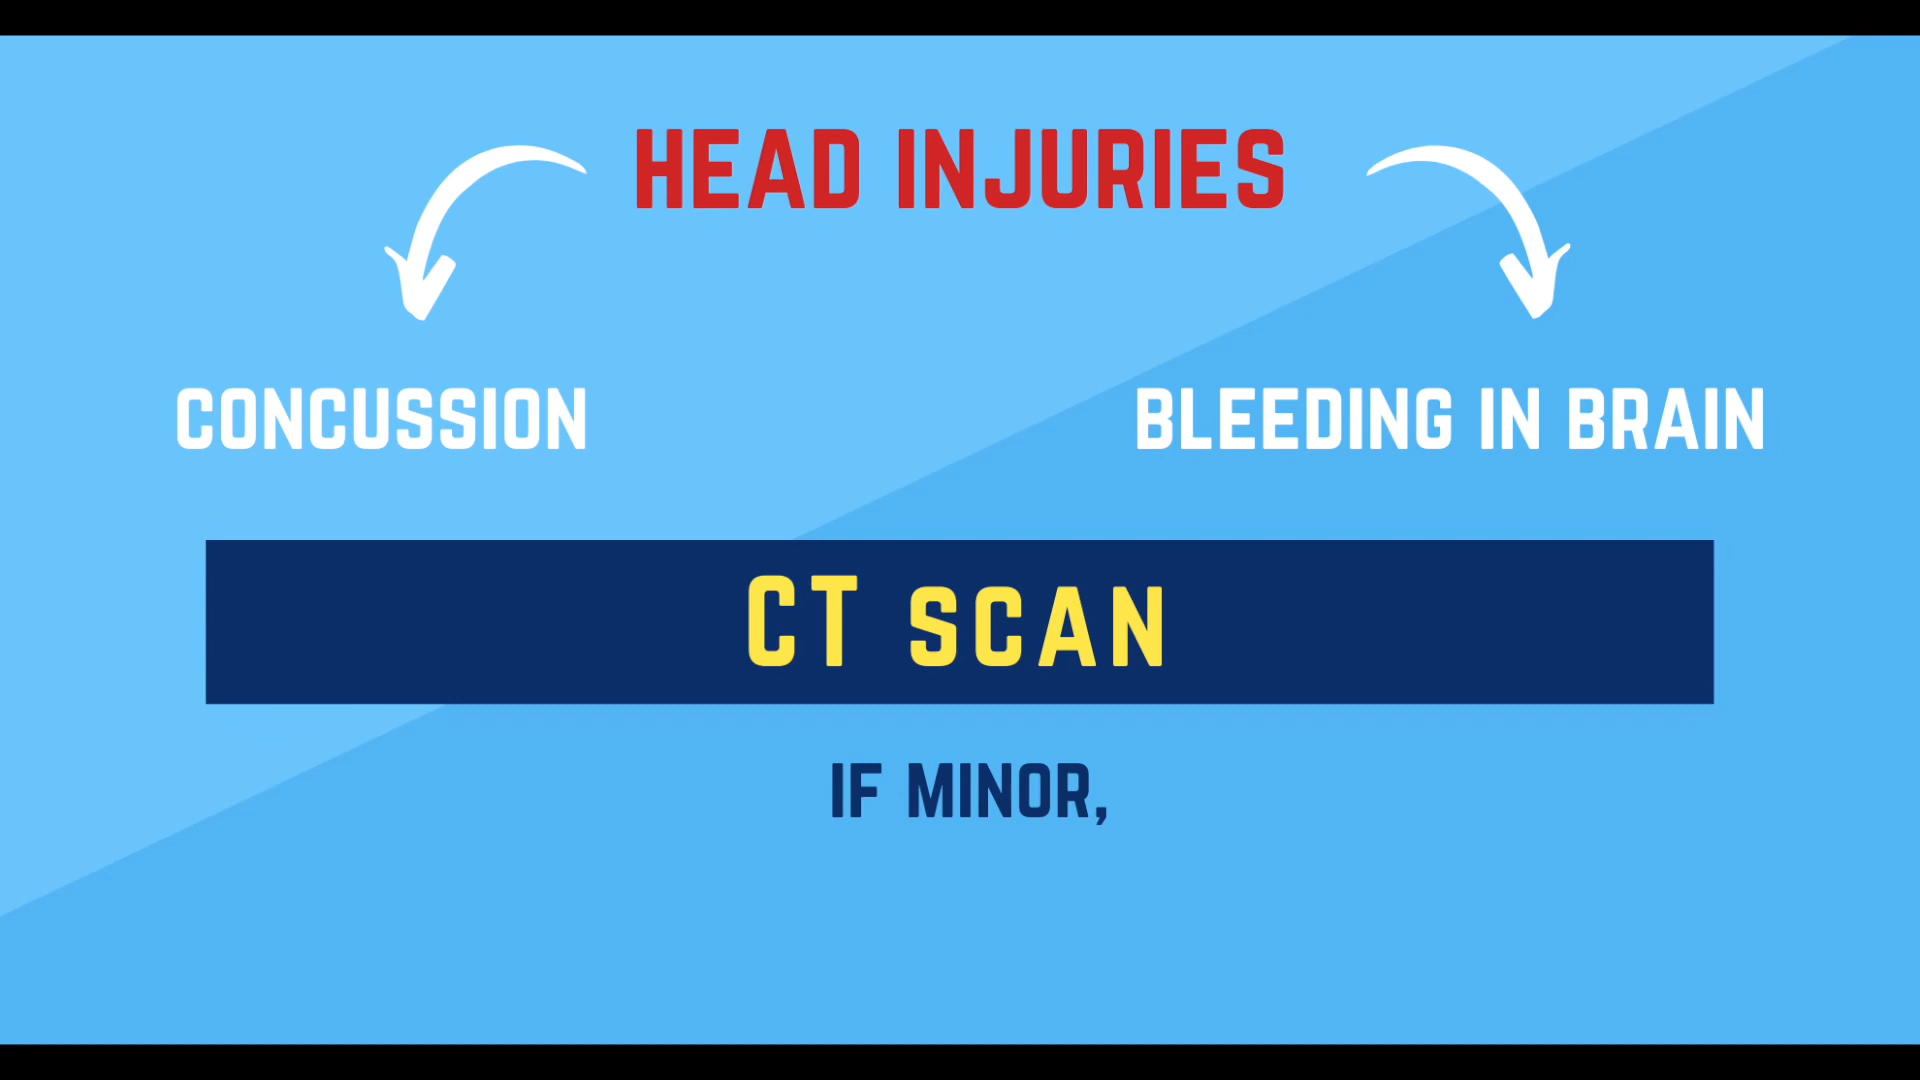 HEAD INJURIES
CONCUSSION
BLEEDING IN BRAIN
CT SCAN
IF MINOR,